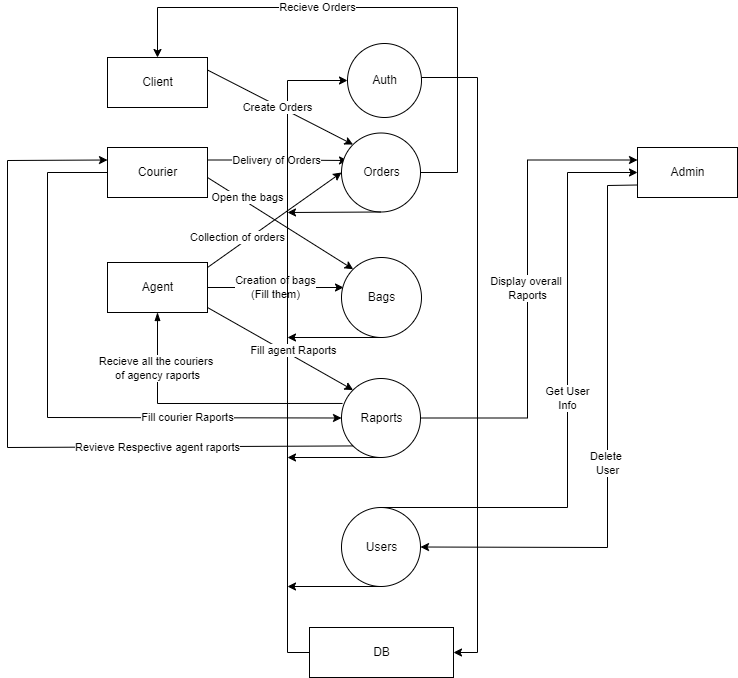 Recieve Orders
Client
Auth
Create Orders
Courier
Delivery of Orders
Orders
Admin
Open the bags
Collection of orders
Agent
Creation of bags
(Fill them)
Bags
Display overall
Raports
Fill agent Raports
Recieve all the couriers
of agency raports
Get User
Info
Fill courier Raports
Raports
Revieve Respective agent raports
Delete
User
Users
DB